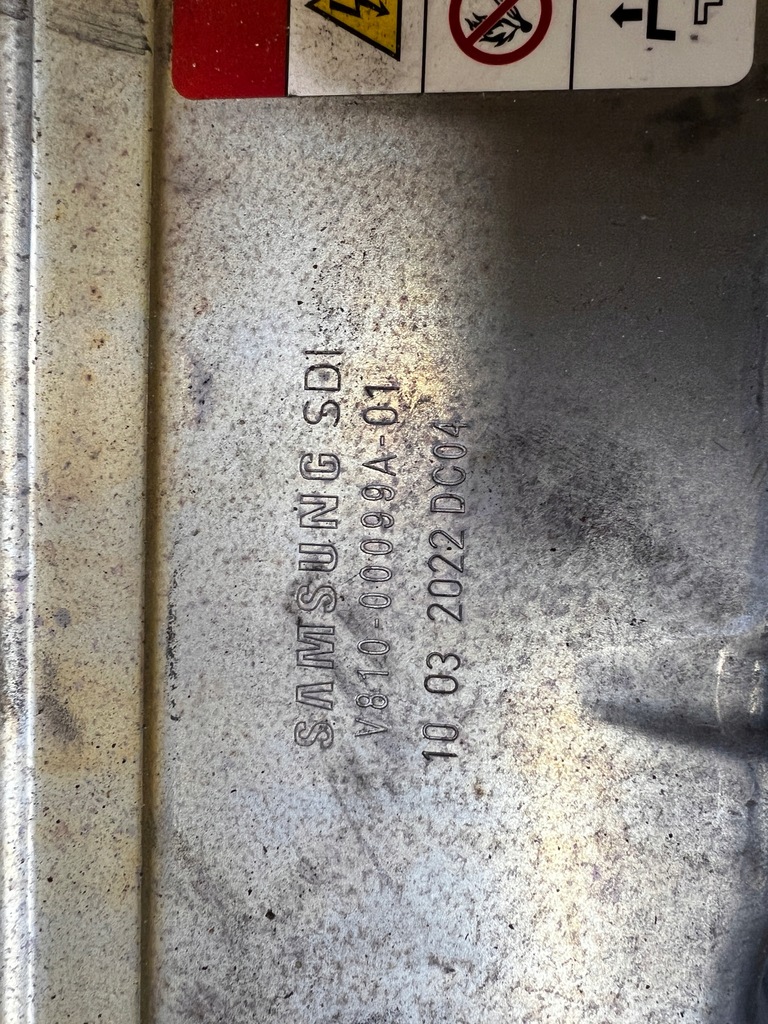 SAMSUNG SDI
V810-00099A-01
10 03 2022 DC04